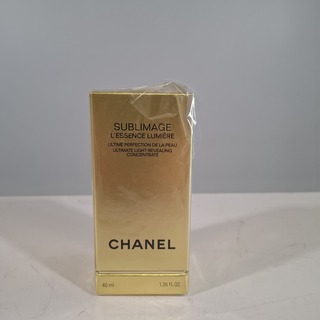 SUBLIMAGE
L'ESSENCE LUMIÈRE
ULTIME PERFECTION DE LA PEAU
ULTIMATE LIGHT-REVEALING
CONCENTRATE
CHANEL
40 ml 1.35 FL. OZ.